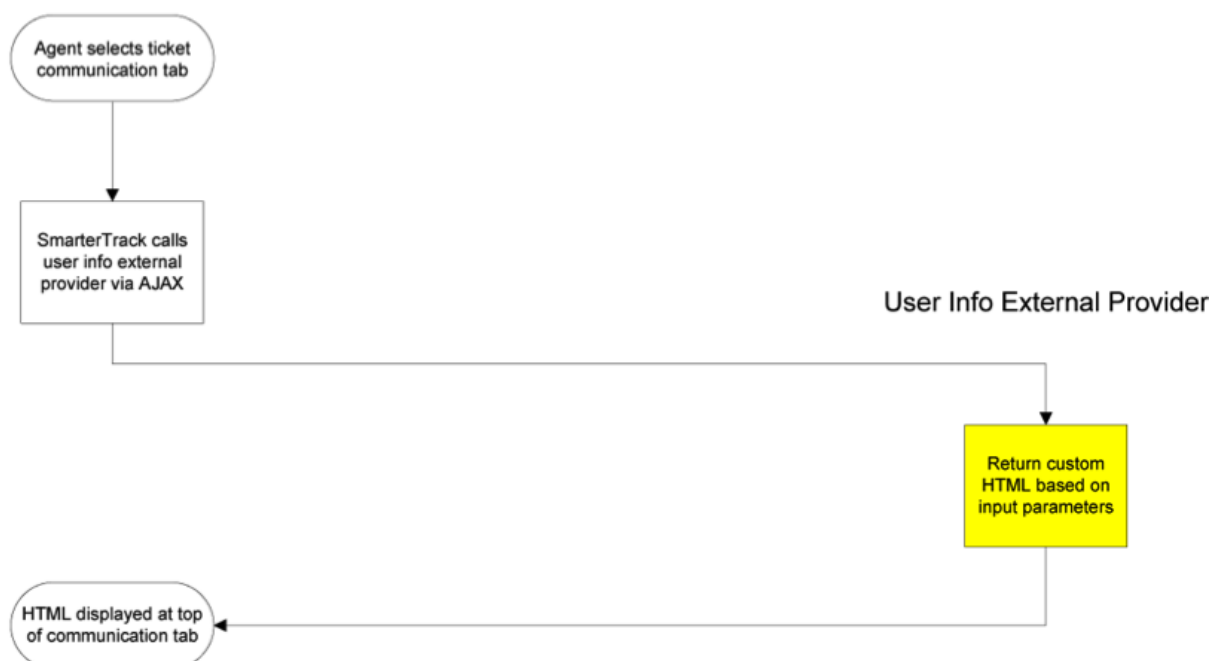 Agent selects ticket
communication tab
SmarterTrack calls
user info external
provider via AJAX
User Info External Provider
Return custom
HTML based on
input parameters
HTML displayed at top
of communication tab